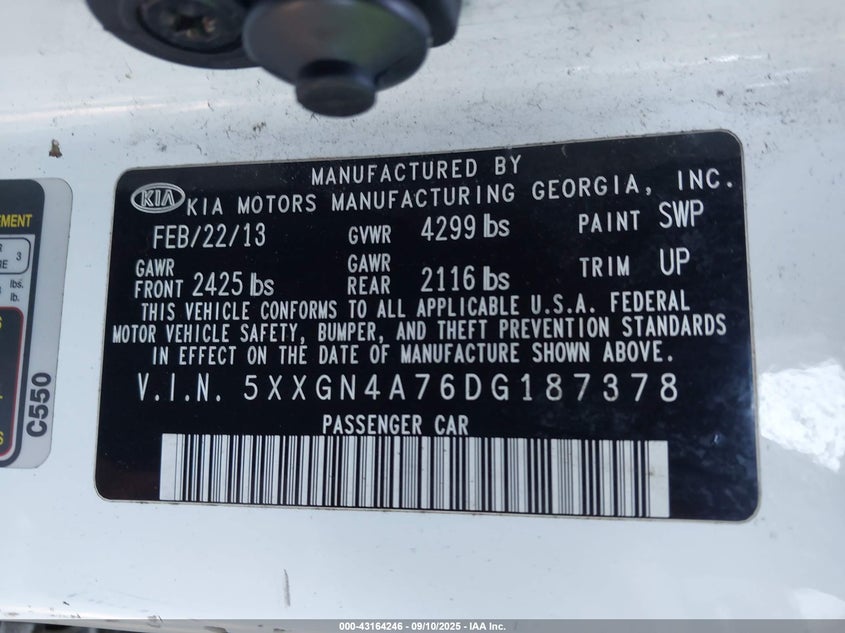 MANUFACTURED BY
KIA
KIA MOTORS MANUFACTURING GEORGIA, INC.
FEB/22/13 GVWR 4299 lbs PAINT SWP
GAWR FRONT 2425 lbs GAWR REAR 2116 lbs TRIM UP
THIS VEHICLE CONFORMS TO ALL APPLICABLE U.S.A. FEDERAL
MOTOR VEHICLE SAFETY, BUMPER, AND THEFT PREVENTION STANDARDS
IN EFFECT ON THE DATE OF MANUFACTURE SHOWN ABOVE.
V.I.N. 5XXGN4A76DG187378
PASSENGER CAR
3
lbs.
lb.
C550
000-43164246 - 09/10/2025 - IAA Inc.